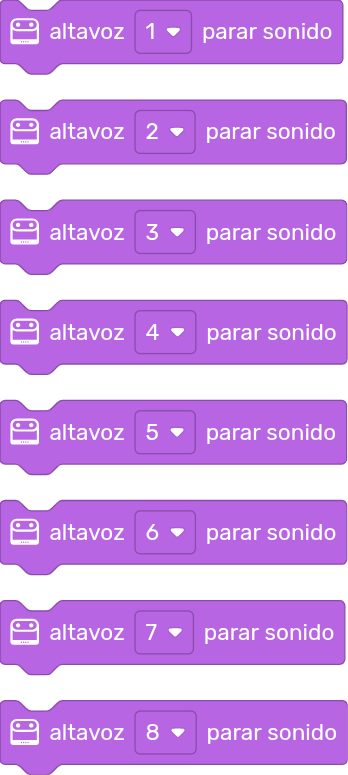 altavoz 1 parar sonido
altavoz 2 parar sonido
altavoz 3 parar sonido
altavoz 4 parar sonido
altavoz 5 parar sonido
altavoz 6 parar sonido
altavoz 7 parar sonido
altavoz 8 parar sonido